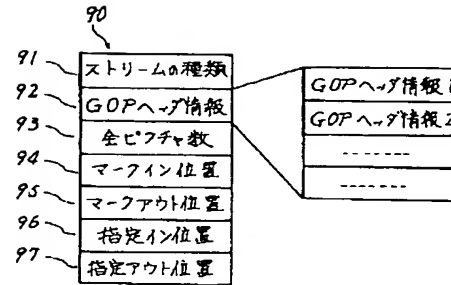 90
91 ストリームの種類
92 GOPヘッダ情報
93 全ピクチャ数
94 マークイン位置
95 マークアウト位置
96 指定イン位置
97 指定アウト位置
GOPヘッダ情報 1
GOPヘッダ情報 2
-------
-------